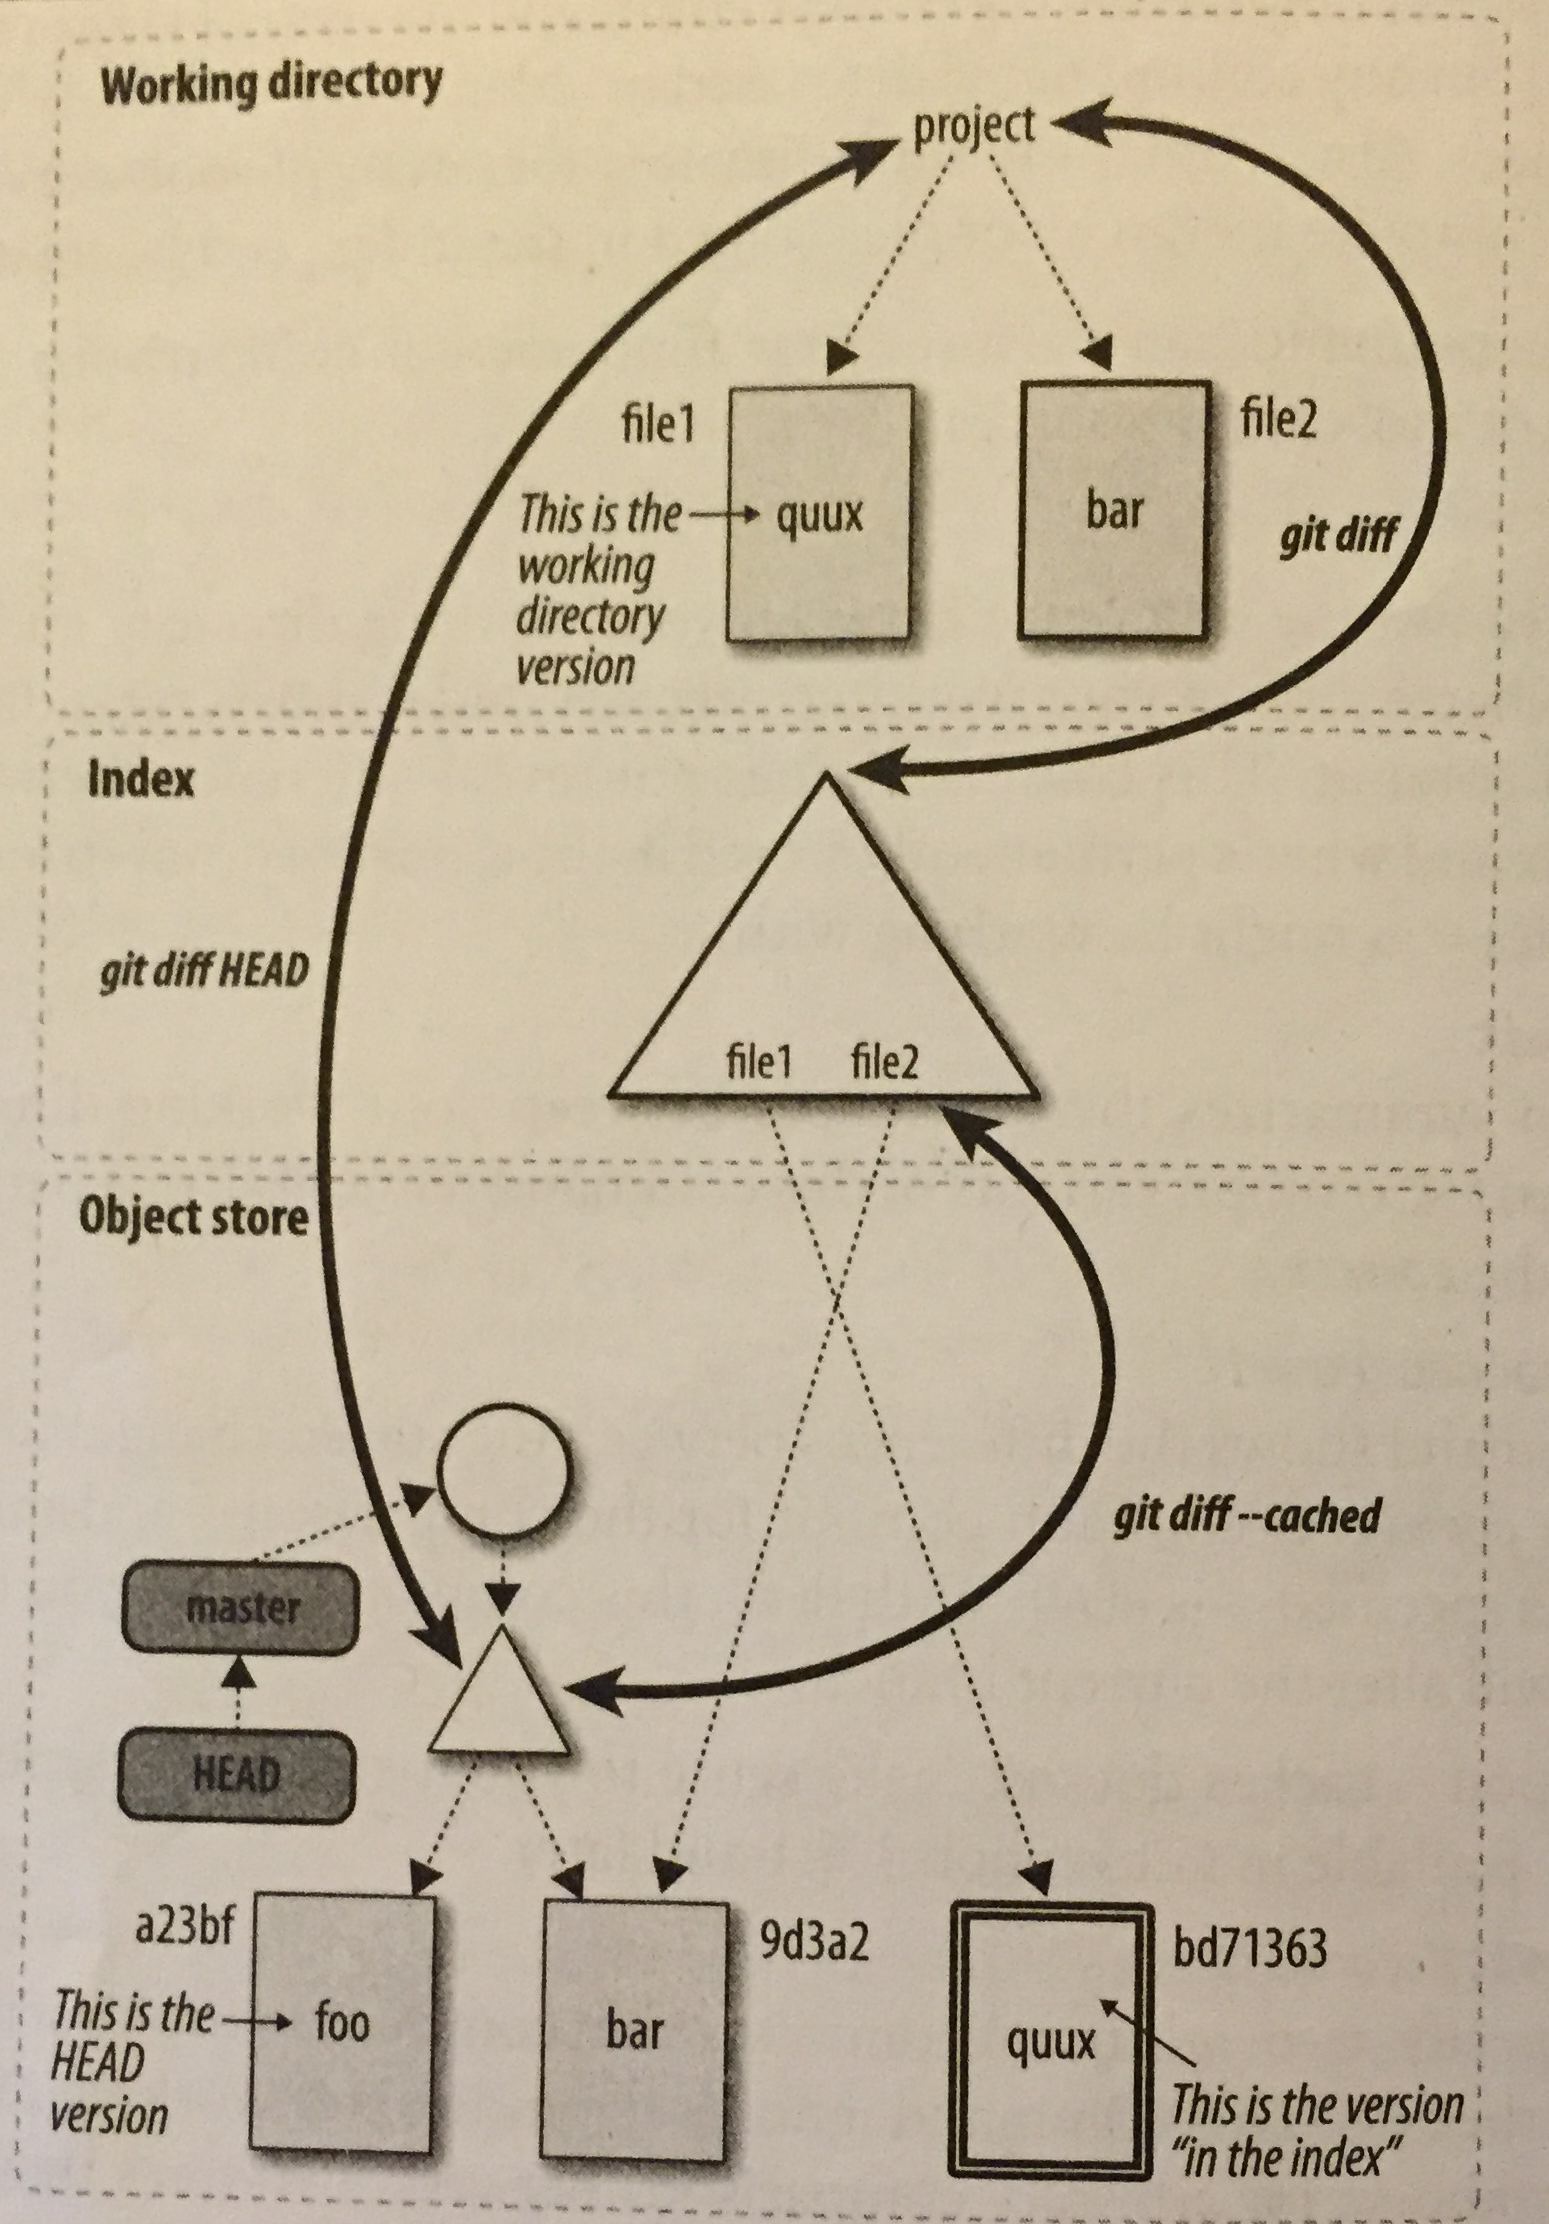 Working directory
project
file1
file2
This is the
working
directory
version
quux
bar
git diff
Index
git diff HEAD
file1 file2
Object store
git diff --cached
master
HEAD
a23bf
This is the
HEAD
version
foo
bar
9d3a2
quux
bd71363
This is the version
“in the index”